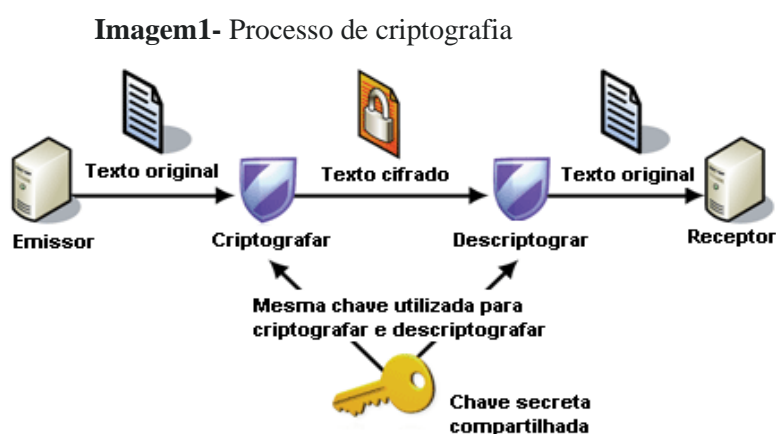 Imagem1- Processo de criptografia
Texto original
Texto cifrado
Texto original
Emissor
Criptografar
Descriptograr
Receptor
Mesma chave utilizada para
criptografar e descriptografar
Chave secreta
compartilhada